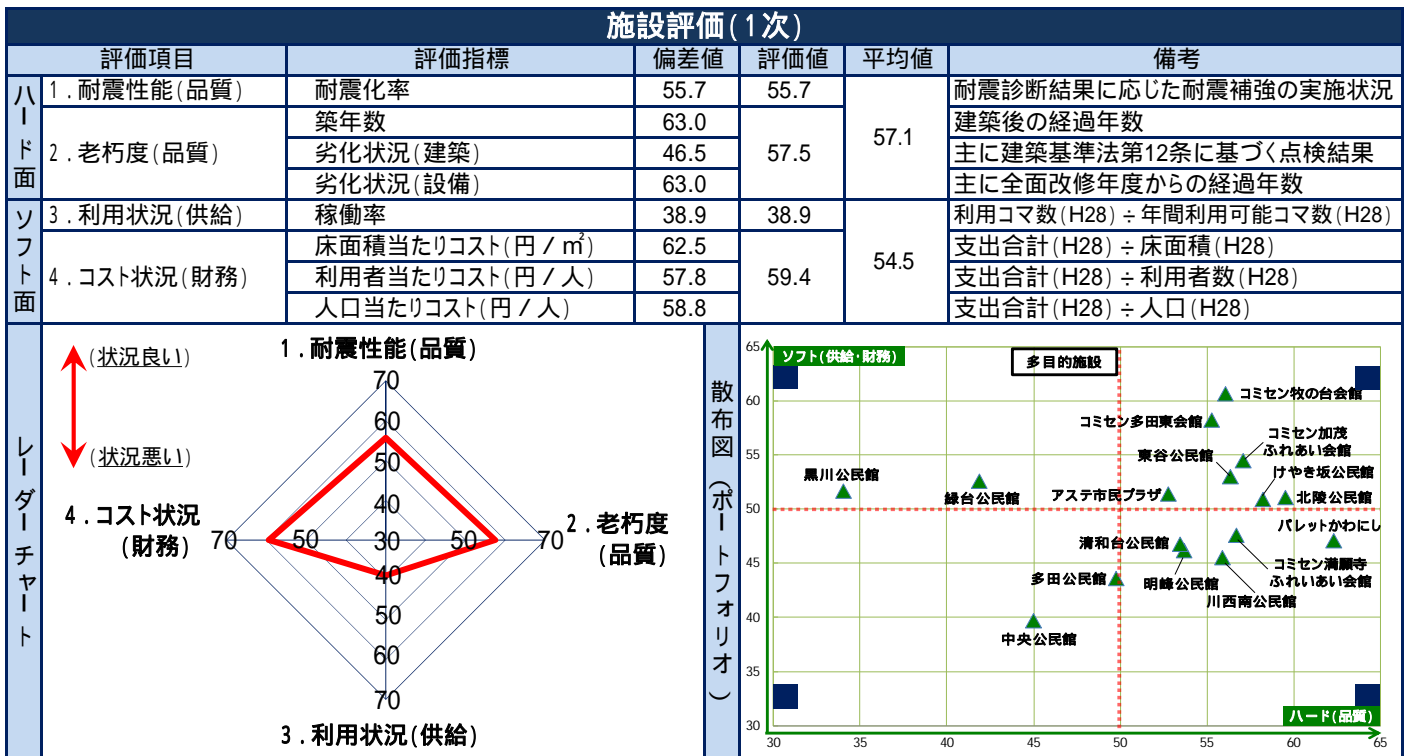 施設評価(1次)
評価項目 評価指標 偏差値 評価値 平均値 備考
ハード面
1.耐震性能(品質) 耐震化率 55.7 55.7 57.1 耐震診断結果に応じた耐震補強の実施状況
2.老朽度(品質) 築年数 63.0 57.5 建築後の経過年数
劣化状況(建築) 46.5 主に建築基準法第12条に基づく点検結果
劣化状況(設備) 63.0 主に全面改修年度からの経過年数
ソフト面
3.利用状況(供給) 稼働率 38.9 38.9 54.5 利用コマ数(H28)÷年間利用可能コマ数(H28)
4.コスト状況(財務) 床面積当たりコスト(円/㎡) 62.5 59.4 支出合計(H28)÷床面積(H28)
利用者当たりコスト(円/人) 57.8 支出合計(H28)÷利用者数(H28)
人口当たりコスト(円/人) 58.8 支出合計(H28)÷人口(H28)
レーダーチャート
(状況良い)
(状況悪い)
1.耐震性能(品質)
70
60
50
40
30
50
70
2.老朽度
(品質)
4.コスト状況
(財務)
70
50
40
50
60
70
3.利用状況(供給)
散布図(ポートフォリオ)
ソフト(供給・財務)
多目的施設
65
60
55
50
45
40
35
30
コミセン牧の台会館
コミセン多田東会館
コミセン加茂
ふれあい会館
東谷公民館
けやき坂公民館
黒川公民館
緑台公民館
アステ市民プラザ
北陵公民館
パレットかわにし
清和台公民館
コミセン満願寺
ふれいあい会館
多田公民館
明峰公民館
川西南公民館
中央公民館
ハード(品質)
30 35 40 45 50 55 60 65